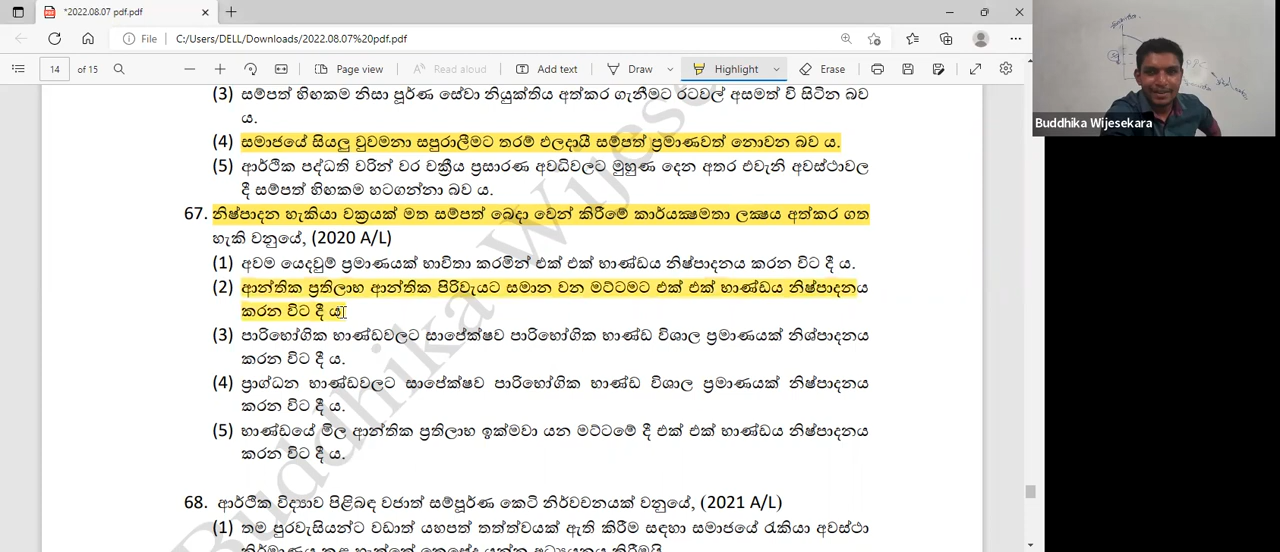 *2022.08.07 pdf.pdf
File
C:/Users/DELL/Downloads/2022.08.07%20pdf.pdf
14 of 15
Page view
Read aloud
Add text
Draw
Highlight
Erase
Buddhika Wijesekara
(3) සම්පත් හිඟකම නිසා පූර්ණ සේවා නියුක්තිය අත්කර ගැනීමට රටවල් අසමත් වි සිටින බව
ය.
(4) සමාජයේ සියලු වුවමනා සපුරාලීමට තරම් ඵලදායී සම්පත් ප්‍රමාණවත් නොවන බව ය.
(5) ආර්ථික පද්ධති වරින් වර චක්‍රීය ප්‍රසාරණ අවධිවලට මුහුණ දෙන අතර එවැනි අවස්ථාවල
දී සම්පත් හිඟකම හටගන්නා බව ය.
67. නිෂ්පාදන හැකියා වක්‍රයක් මත සම්පත් බෙදා වෙන් කිරීමේ කාර්යක්‍ෂමතා ලක්‍ෂය අත්කර ගත
හැකි වනුයේ, (2020 A/L)
(1) අවම යෙදවුම් ප්‍රමාණයක් භාවිතා කරමින් එක් එක් භාණ්ඩය නිෂ්පාදනය කරන විට දී ය.
(2) ආන්තික ප්‍රතිලාභ ආන්තික පිරිවැයට සමාන වන මට්ටමට එක් එක් භාණ්ඩය නිෂ්පාදනය
කරන විට දී ය.
(3) පාරිභෝගික භාණ්ඩවලට සාපේක්ෂව පාරිභෝගික භාණ්ඩ විශාල ප්‍රමාණයක් නිශ්පාදනය
කරන විට දී ය.
(4) ප්‍රාග්ධන භාණ්ඩවලට සාපේක්ෂව පාරිභෝගික භාණ්ඩ විශාල ප්‍රමාණයක් නිෂ්පාදනය
කරන විට දී ය.
(5) භාණ්ඩයේ මිල ආන්තික ප්‍රතිලාභ ඉක්මවා යන මට්ටමේ දී එක් එක් භාණ්ඩය නිෂ්පාදනය
කරන විට දී ය.
68. ආර්ථික විද්‍යාව පිළිබඳ වඩාත් සම්පූර්ණ කෙටි නිර්වචනයක් වනුයේ, (2021 A/L)
(1) තම පුරවැසියන්ට වඩාත් යහපත් තත්ත්වයක් ඇති කිරීම සඳහා සමාජයේ රැකියා අවස්ථා
Buddhika Wijes